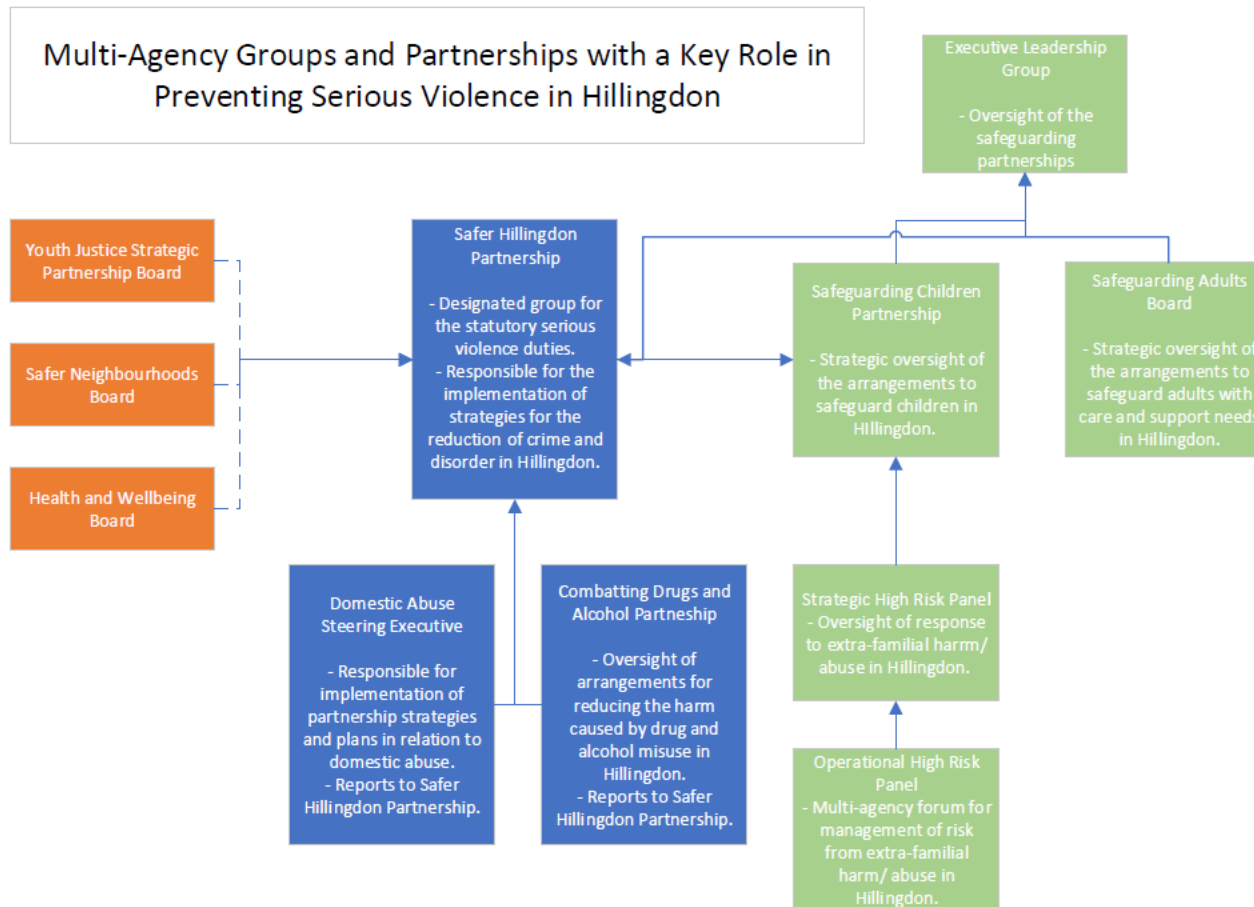 Multi-Agency Groups and Partnerships with a Key Role in
Preventing Serious Violence in Hillingdon
Executive Leadership
Group
- Oversight of the
safeguarding
partnerships
Youth Justice Strategic
Partnership Board
Safer Neighbourhoods
Board
Health and Wellbeing
Board
Safer Hillingdon
Partnership
- Designated group for
the statutory serious
violence duties.
- Responsible for the
implementation of
strategies for the
reduction of crime and
disorder in Hillingdon.
Safeguarding Children
Partnership
- Strategic oversight of
the arrangements to
safeguard children in
HIllingdon.
Safeguarding Adults
Board
- Strategic oversight of
the arrangements to
safeguard adults with
care and support needs
in Hillingdon.
Domestic Abuse
Steering Executive
- Responsible for
implementation of
partnership strategies
and plans in relation to
domestic abuse.
- Reports to Safer
Hillingdon Partnership.
Combatting Drugs and
Alcohol Partneship
- Oversight of
arrangements for
reducing the harm
caused by drug and
alcohol misuse in
Hillingdon.
- Reports to Safer
Hillingdon Partnership.
Strategic High Risk Panel
- Oversight of response
to extra-familial harrm/
abuse in Hillingdon.
Operational High Risk
Panel
- Multi-agency forum for
management of risk
from extra-familial
harm/ abuse in
Hillingdon.